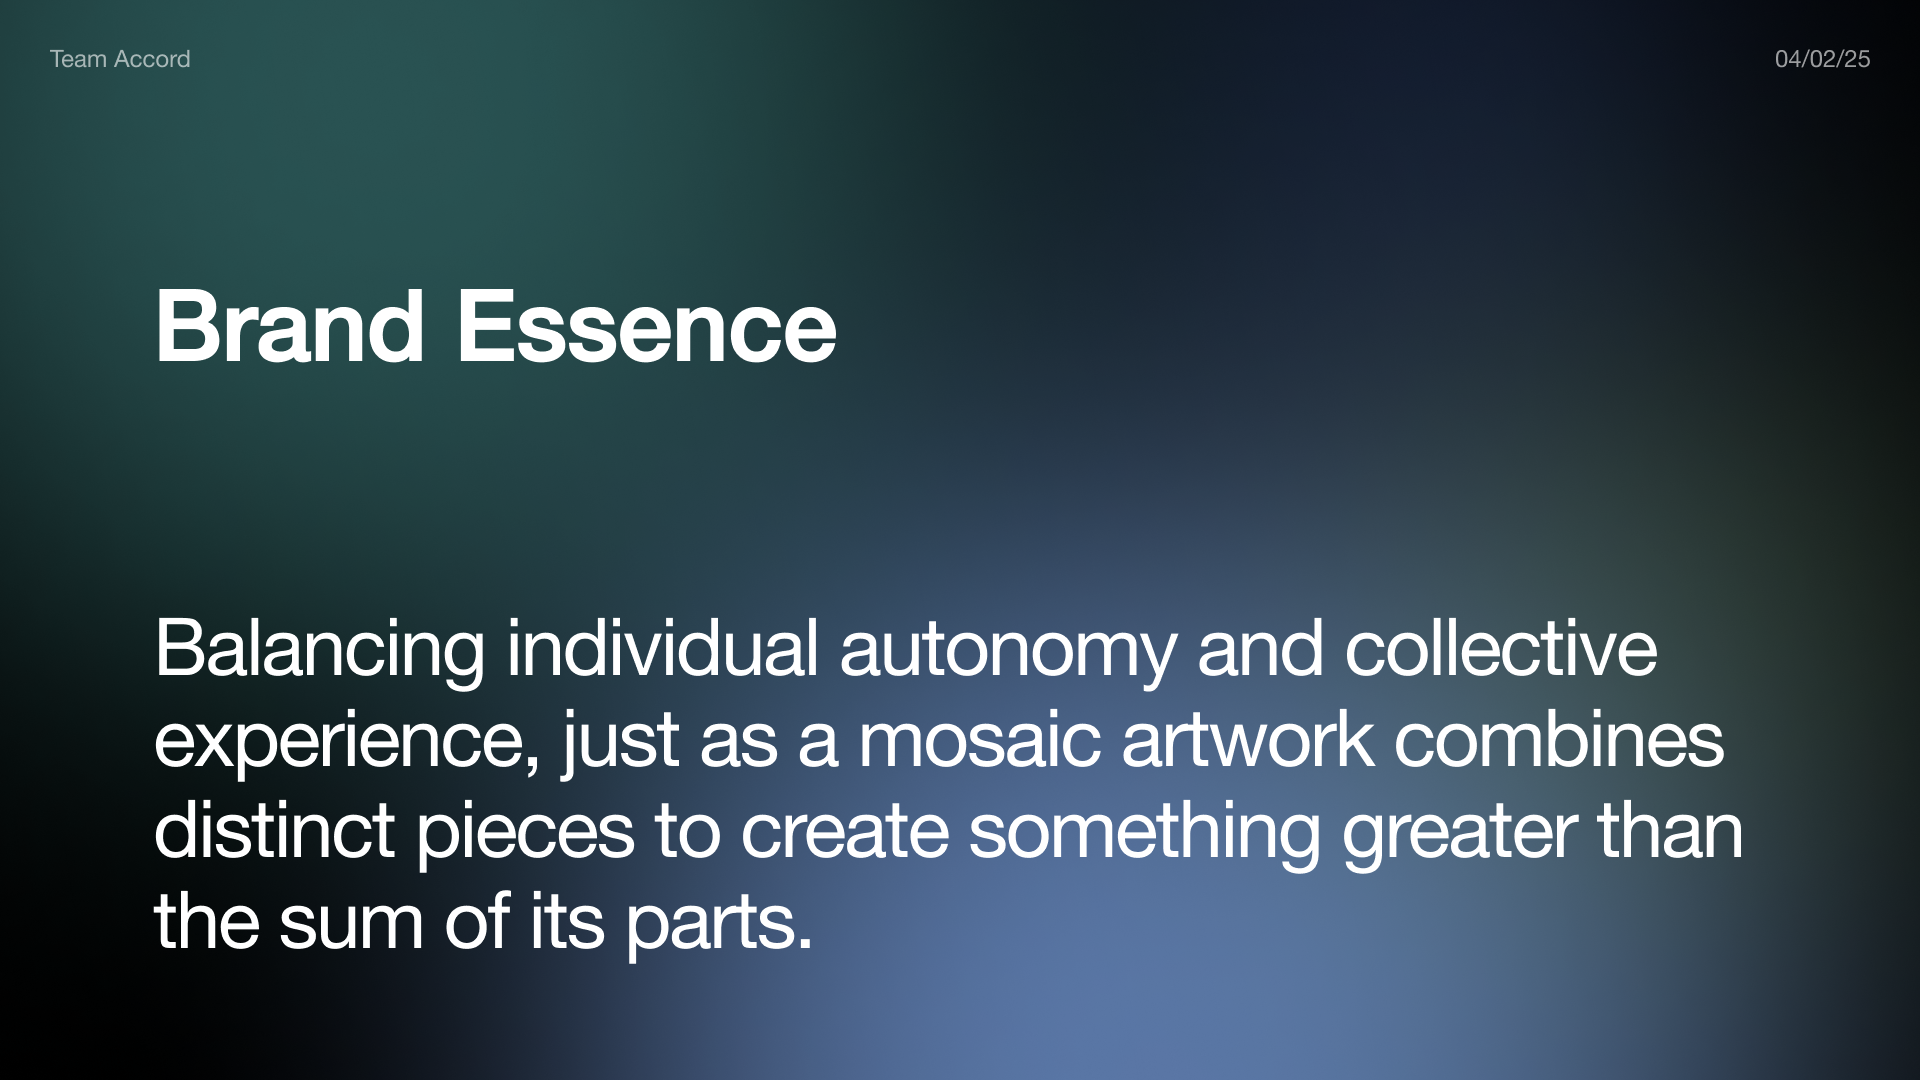 Team Accord
04/02/25
Brand Essence
Balancing individual autonomy and collective
experience, just as a mosaic artwork combines
distinct pieces to create something greater than
the sum of its parts.